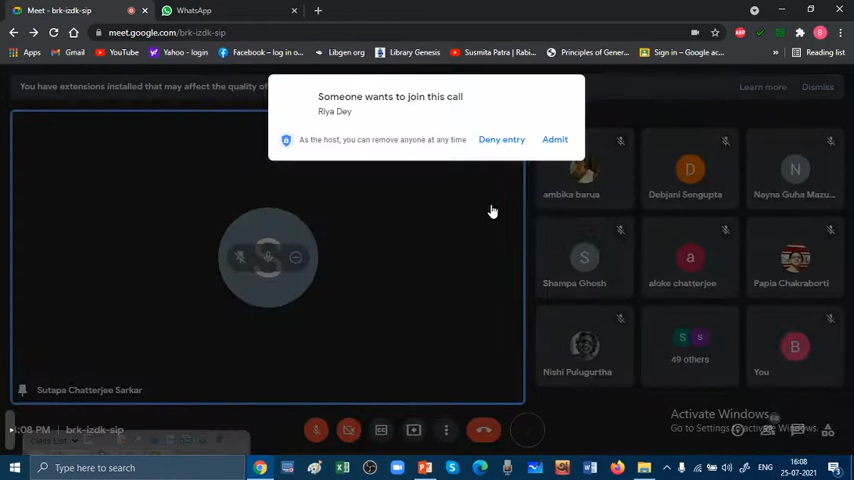 Meet - brk-izdk-sip
WhatsApp
meet.google.com/brk-izdk-sip
Apps
Gmail
YouTube
Yahoo - login
Facebook – log in o...
Libgen org
Library Genesis
Susmita Patra | Rabi...
Principles of Gener...
Sign in – Google ac...
Reading list
You have extensions installed that may affect the quality of
Learn more
Dismiss
Someone wants to join this call
Riya Dey
As the host, you can remove anyone at any time
Deny entry
Admit
ambika barua
Debjani Sengupta
Nayna Guha Mazu...
S
Shampa Ghosh
aloke chatterjee
Papia Chakraborti
Nishi Pulugurtha
49 others
You
Sutapa Chatterjee Sarkar
:08 PM
brk-izdk-sip
Class List
Activate Windows
Go to Settings to activate Windows.
Type here to search
ENG
16:08
25-07-2021